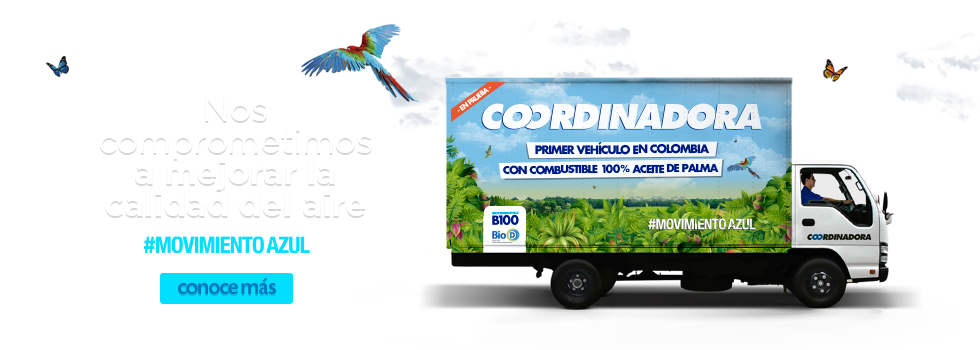 Nos
comprometimos
a mejorar la
calidad del aire
#MOVIMIENTO AZUL
conoce más
- EN PRUEBA -
COORDINADORA
PRIMER VEHÍCULO EN COLOMBIA
CON COMBUSTIBLE 100% ACEITE DE PALMA
B100
BioD
#MOVIMIENTO AZUL
COORDINADORA